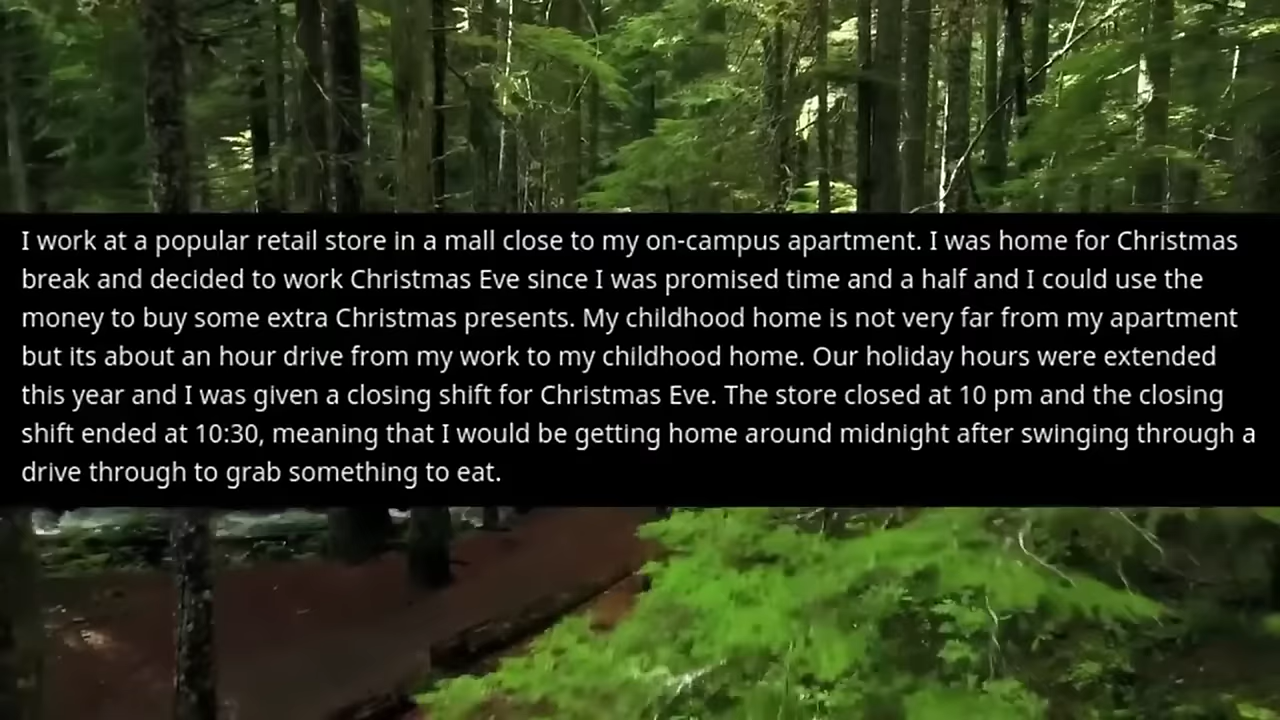 I work at a popular retail store in a mall close to my on-campus apartment. I was home for Christmas
break and decided to work Christmas Eve since I was promised time and a half and I could use the
money to buy some extra Christmas presents. My childhood home is not very far from my apartment
but its about an hour drive from my work to my childhood home. Our holiday hours were extended
this year and I was given a closing shift for Christmas Eve. The store closed at 10 pm and the closing
shift ended at 10:30, meaning that I would be getting home around midnight after swinging through a
drive through to grab something to eat.